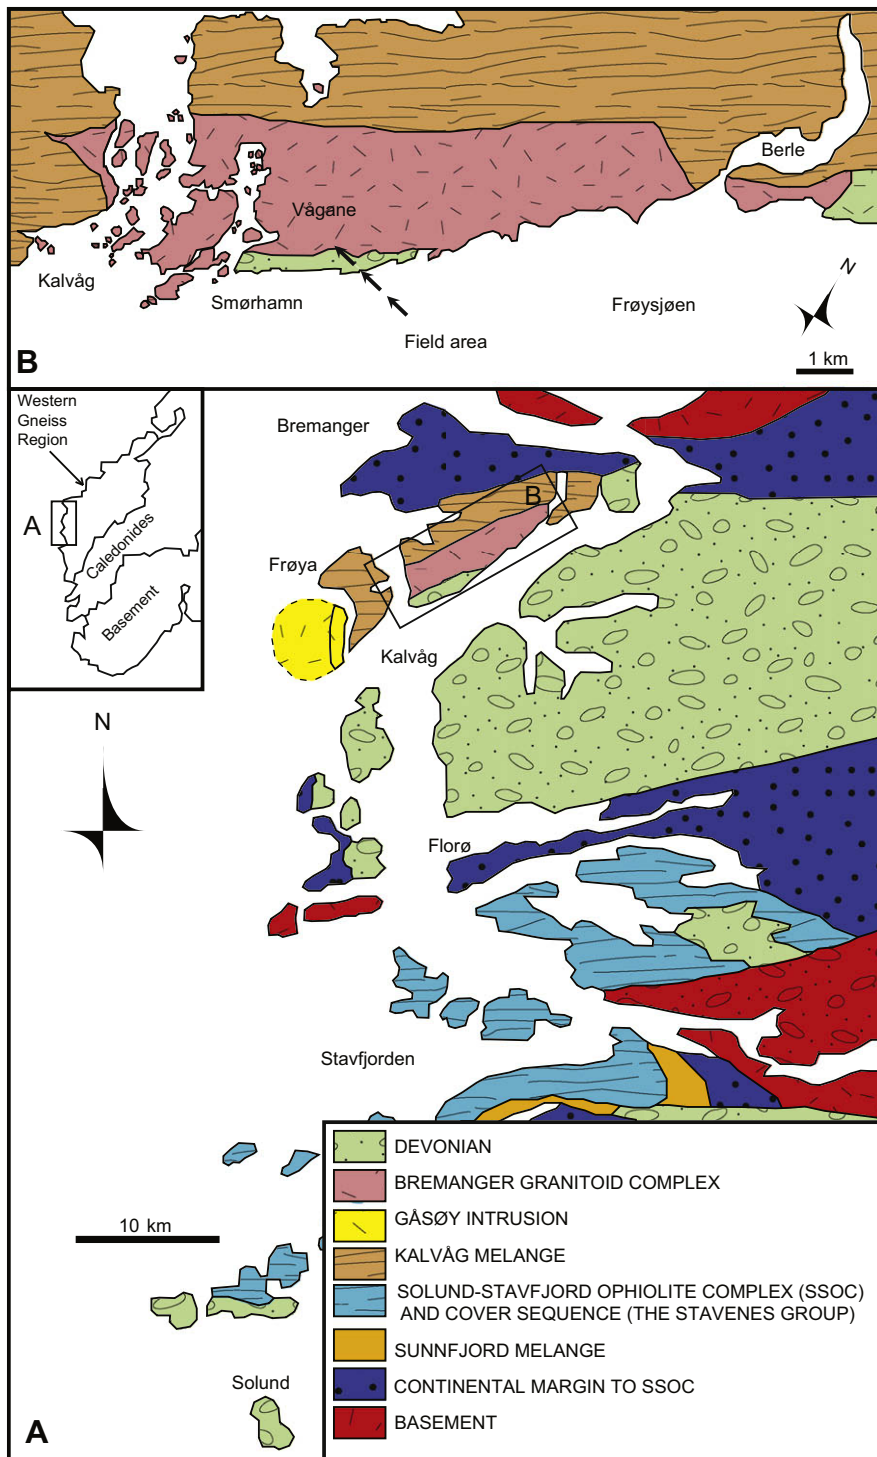 Berle
Vågane
Kalvåg
Smørhamn
Frøysjøen
N
Field area
B
1 km
Western
Gneiss
Region
A
Caledonides
Basement
Bremanger
B
Frøya
Kalvåg
N
Florø
Stavfjorden
10 km
Solund
A
DEVONIAN
BREMANGER GRANITOID COMPLEX
GÅSØY INTRUSION
KALVÅG MELANGE
SOLUND-STAVFJORD OPHIOLITE COMPLEX (SSOC)
AND COVER SEQUENCE (THE STAVENES GROUP)
SUNNFJORD MELANGE
CONTINENTAL MARGIN TO SSOC
BASEMENT